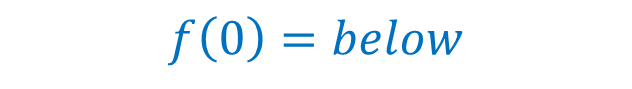 f(0) = below